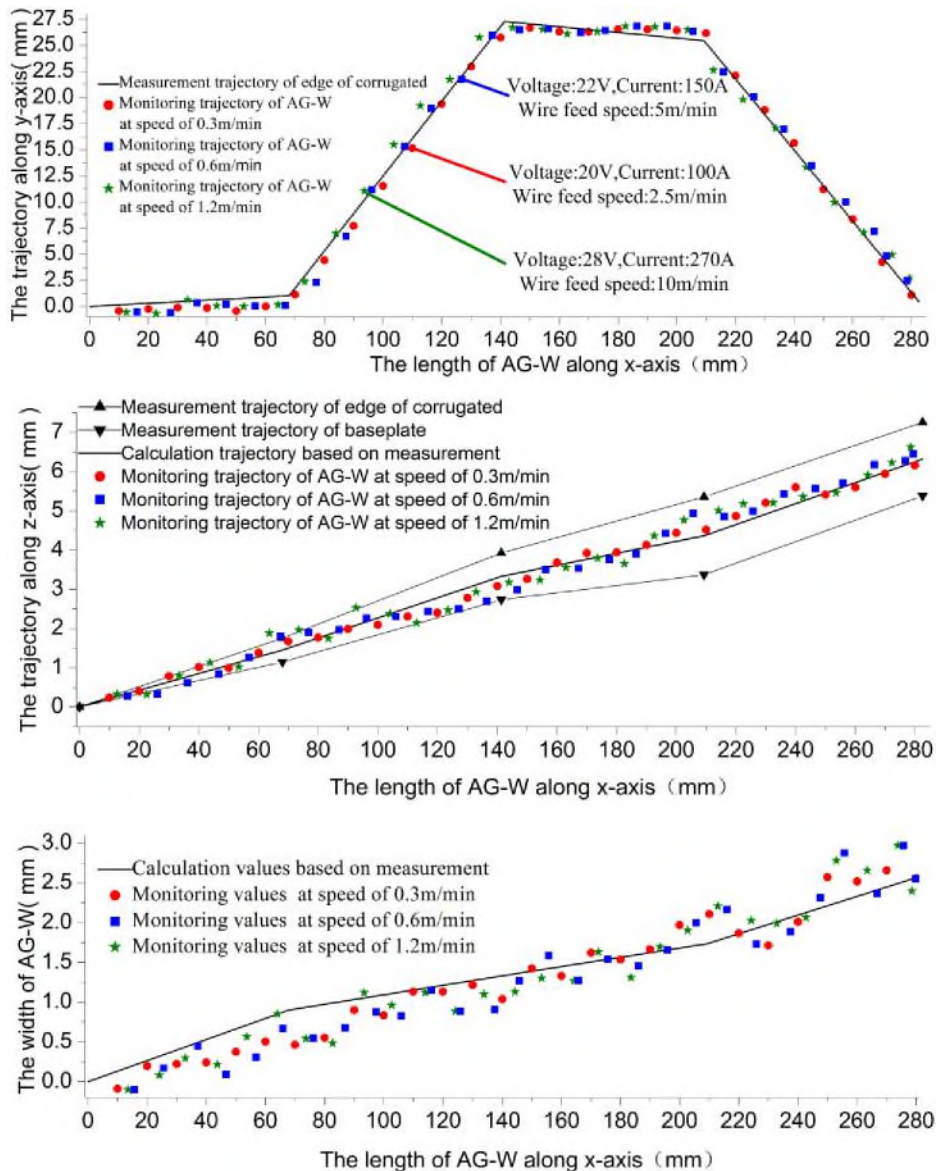 The trajectory along y-axis( mm)
27.5
25.0
22.5
20.0
17.5
15.0
12.5
10.0
7.5
5.0
2.5
0.0
Measurement trajectory of edge of corrugated
Monitoring trajectory of AG-W
at speed of 0.3m/min
Monitoring trajectory of AG-W
at speed of 0.6m/min
Monitoring trajectory of AG-W
at speed of 1.2m/min
Voltage:22V,Current:150A
Wire feed speed:5m/min
Voltage:20V,Current:100A
Wire feed speed:2.5m/min
Voltage:28V,Current:270A
Wire feed speed:10m/min
0 20 40 60 80 100 120 140 160 180 200 220 240 260 280
The length of AG-W along x-axis（mm）
The trajectory along z-axis( mm )
7
6
5
4
3
2
1
0
Measurement trajectory of edge of corrugated
Measurement trajectory of baseplate
Calculation trajectory based on measurement
Monitoring trajectory of AG-W at speed of 0.3m/min
Monitoring trajectory of AG-W at speed of 0.6m/min
Monitoring trajectory of AG-W at speed of 1.2m/min
0 20 40 60 80 100 120 140 160 180 200 220 240 260 280
The length of AG-W along x-axis（mm）
The width of AG-W( mm)
3.0
2.5
2.0
1.5
1.0
0.5
0.0
Calculation values based on measurement
Monitoring values at speed of 0.3m/min
Monitoring values at speed of 0.6m/min
Monitoring values at speed of 1.2m/min
0 20 40 60 80 100 120 140 160 180 200 220 240 260 280
The length of AG-W along x-axis（mm）